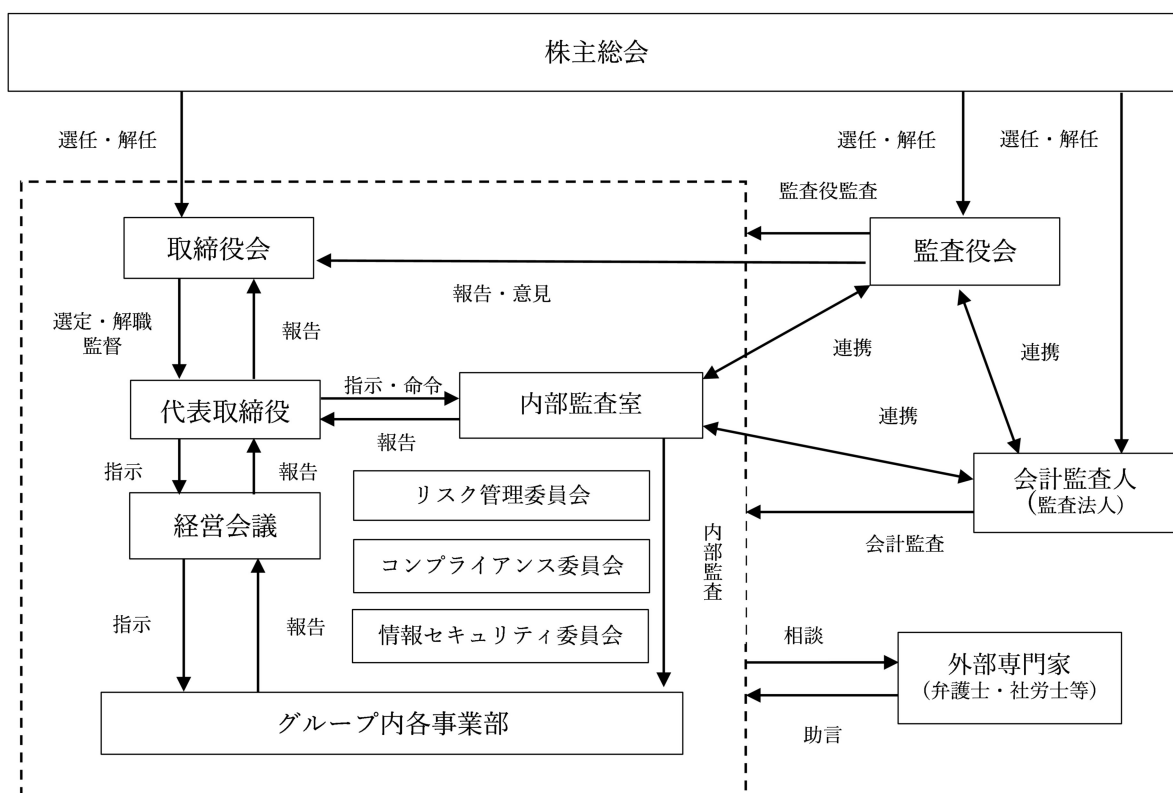 株主総会
選任・解任
選任・解任
選任・解任
監査役監査
取締役会
監査役会
報告・意見
選定・解職
監督
報告
連携
連携
代表取締役
指示・命令
報告
内部監査室
連携
指示
報告
リスク管理委員会
会計監査人
（監査法人）
経営会議
内部監査
会計監査
コンプライアンス委員会
指示
報告
情報セキュリティ委員会
相談
外部専門家
（弁護士・社労士等）
助言
グループ内各事業部